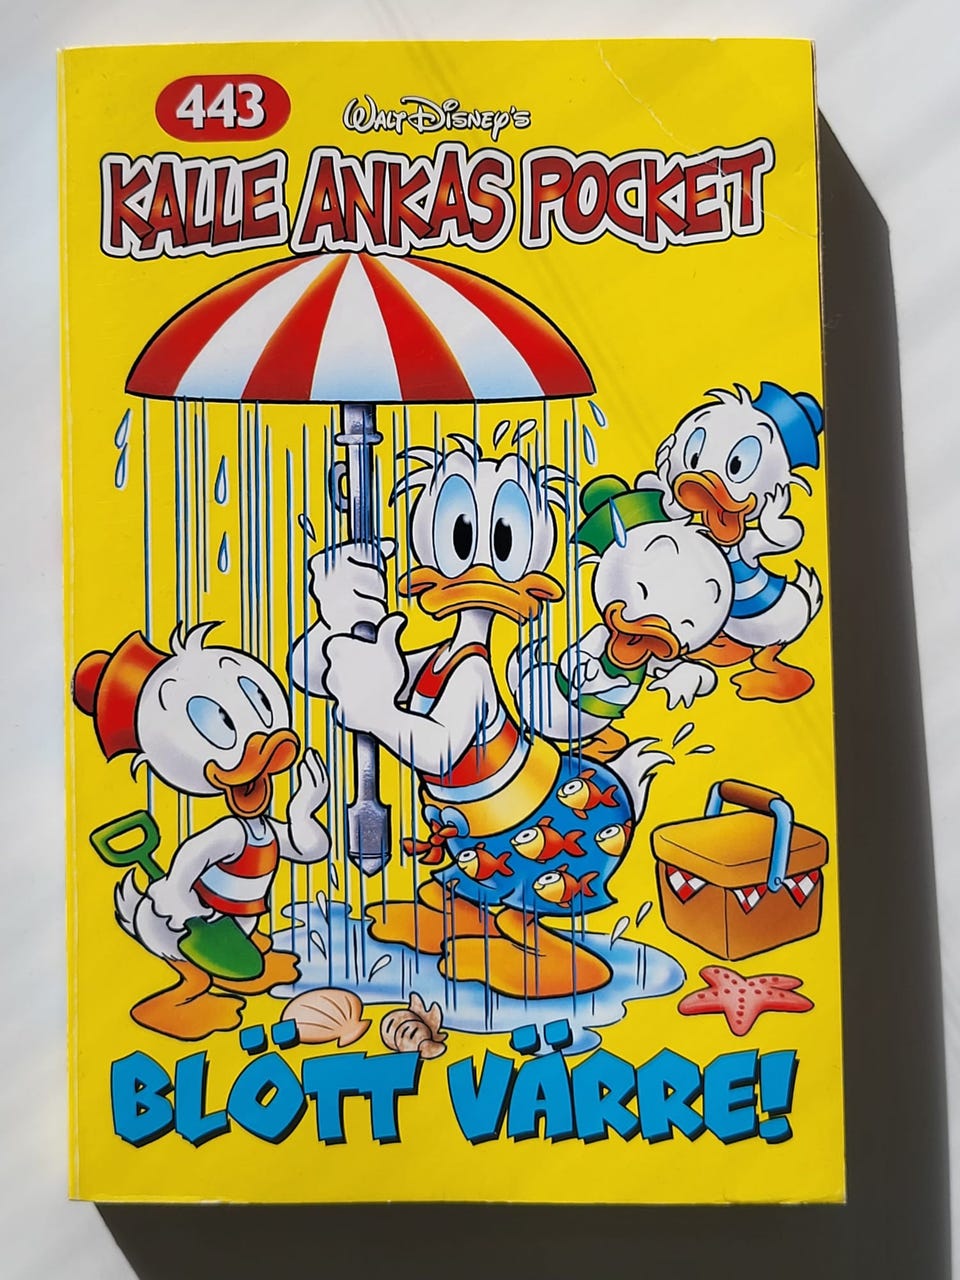 443
WALT DISNEY'S
KALLE ANKAS POCKET
BLÖTT VÄRRE!